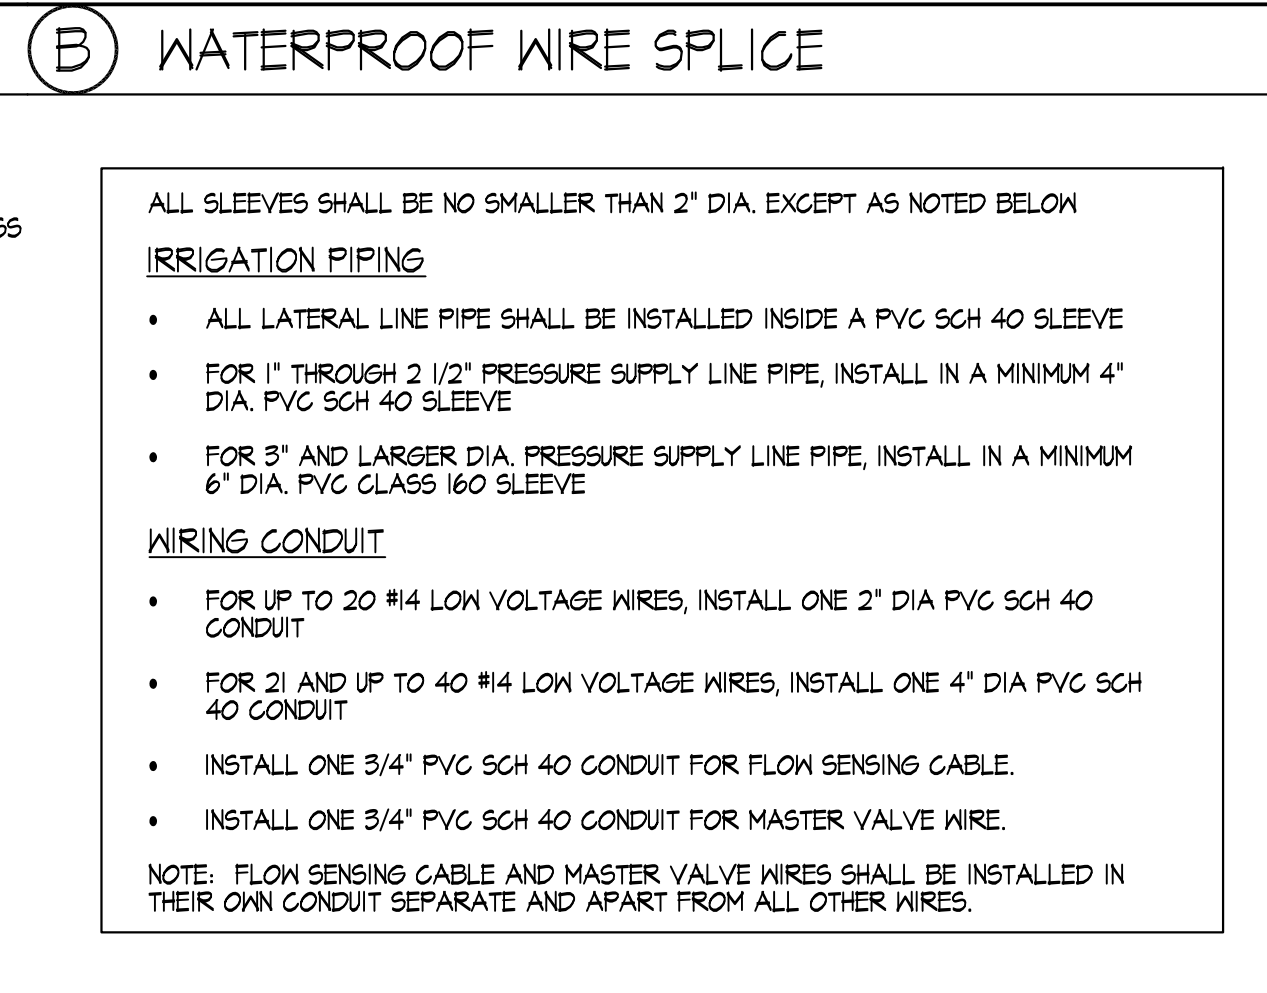 B WATERPROOF WIRE SPLICE
ALL SLEEVES SHALL BE NO SMALLER THAN 2" DIA. EXCEPT AS NOTED BELOW
IRRIGATION PIPING
• ALL LATERAL LINE PIPE SHALL BE INSTALLED INSIDE A PVC SCH 40 SLEEVE
• FOR 1" THROUGH 2 1/2" PRESSURE SUPPLY LINE PIPE, INSTALL IN A MINIMUM 4"
DIA. PVC SCH 40 SLEEVE
• FOR 3" AND LARGER DIA. PRESSURE SUPPLY LINE PIPE, INSTALL IN A MINIMUM
6" DIA. PVC CLASS 160 SLEEVE
WIRING CONDUIT
• FOR UP TO 20 #14 LOW VOLTAGE WIRES, INSTALL ONE 2" DIA PVC SCH 40
CONDUIT
• FOR 21 AND UP TO 40 #14 LOW VOLTAGE WIRES, INSTALL ONE 4" DIA PVC SCH
40 CONDUIT
• INSTALL ONE 3/4" PVC SCH 40 CONDUIT FOR FLOW SENSING CABLE.
• INSTALL ONE 3/4" PVC SCH 40 CONDUIT FOR MASTER VALVE WIRE.
NOTE: FLOW SENSING CABLE AND MASTER VALVE WIRES SHALL BE INSTALLED IN
THEIR OWN CONDUIT SEPARATE AND APART FROM ALL OTHER WIRES.